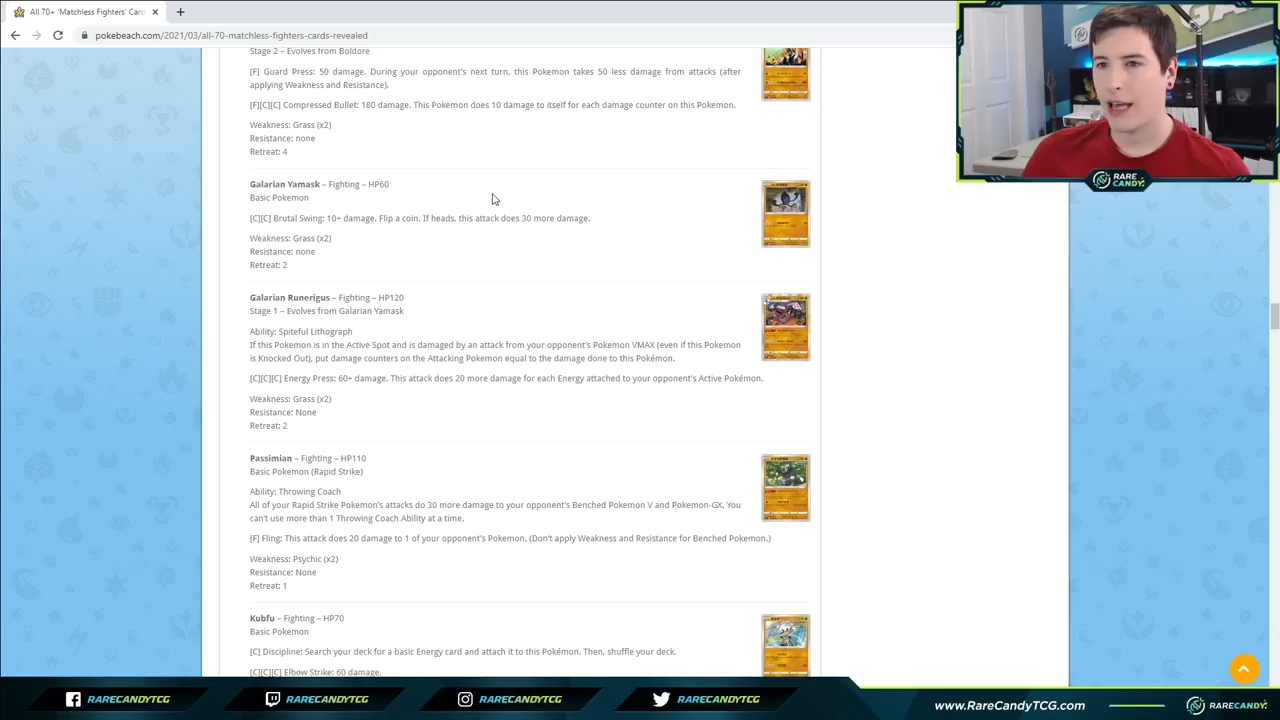 All 70+ 'Matchless Fighters' Card
pokebeach.com/2021/03/all-70-matchless-fighters-cards-revealed
Stage 2 – Evolves from Boldore
[F] Guard Press: 50 damage. During your opponent's next turn, this Pokemon takes 50 less damage from attacks (after
applying Weakness and Resistance).
[F][C][C] Compressed Bullet: 180 damage. This Pokemon does 10 damage to itself for each damage counter on this Pokemon.
Weakness: Grass (x2)
Resistance: none
Retreat: 4
Galarian Yamask – Fighting – HP60
Basic Pokemon
[C][C] Brutal Swing: 10+ damage. Flip a coin. If heads, this attack does 30 more damage.
Weakness: Grass (x2)
Resistance: none
Retreat: 2
Galarian Runerigus – Fighting – HP120
Stage 1 – Evolves from Galarian Yamask
Ability: Spiteful Lithograph
If this Pokemon is in the Active Spot and is damaged by an attack from your opponent's Pokemon VMAX (even if this Pokemon
is Knocked Out), put damage counters on the Attacking Pokemon equal to the damage done to this Pokémon.
[C][C][C] Energy Press: 60+ damage. This attack does 20 more damage for each Energy attached to your opponent's Active Pokémon.
Weakness: Grass (x2)
Resistance: None
Retreat: 2
Passimian – Fighting – HP110
Basic Pokemon (Rapid Strike)
Ability: Throwing Coach
All of your Rapid Strike Pokemon's attacks do 30 more damage to your opponent's Benched Pokemon V and Pokemon-GX. You
can't use more than 1 Throwing Coach Ability at a time.
[F] Fling: This attack does 20 damage to 1 of your opponent's Pokemon. (Don't apply Weakness and Resistance for Benched Pokemon.)
Weakness: Psychic (x2)
Resistance: None
Retreat: 1
Kubfu – Fighting – HP70
Basic Pokemon
[C] Discipline: Search your deck for a basic Energy card and attach it to this Pokémon. Then, shuffle your deck.
[C][C][C] Elbow Strike: 60 damage.
RARE
CANDY
RARECANDYTCG
RARECANDYTCG
RARECANDYTCG
RARECANDYTCG
www.RareCandyTCG.com
RARECANDY